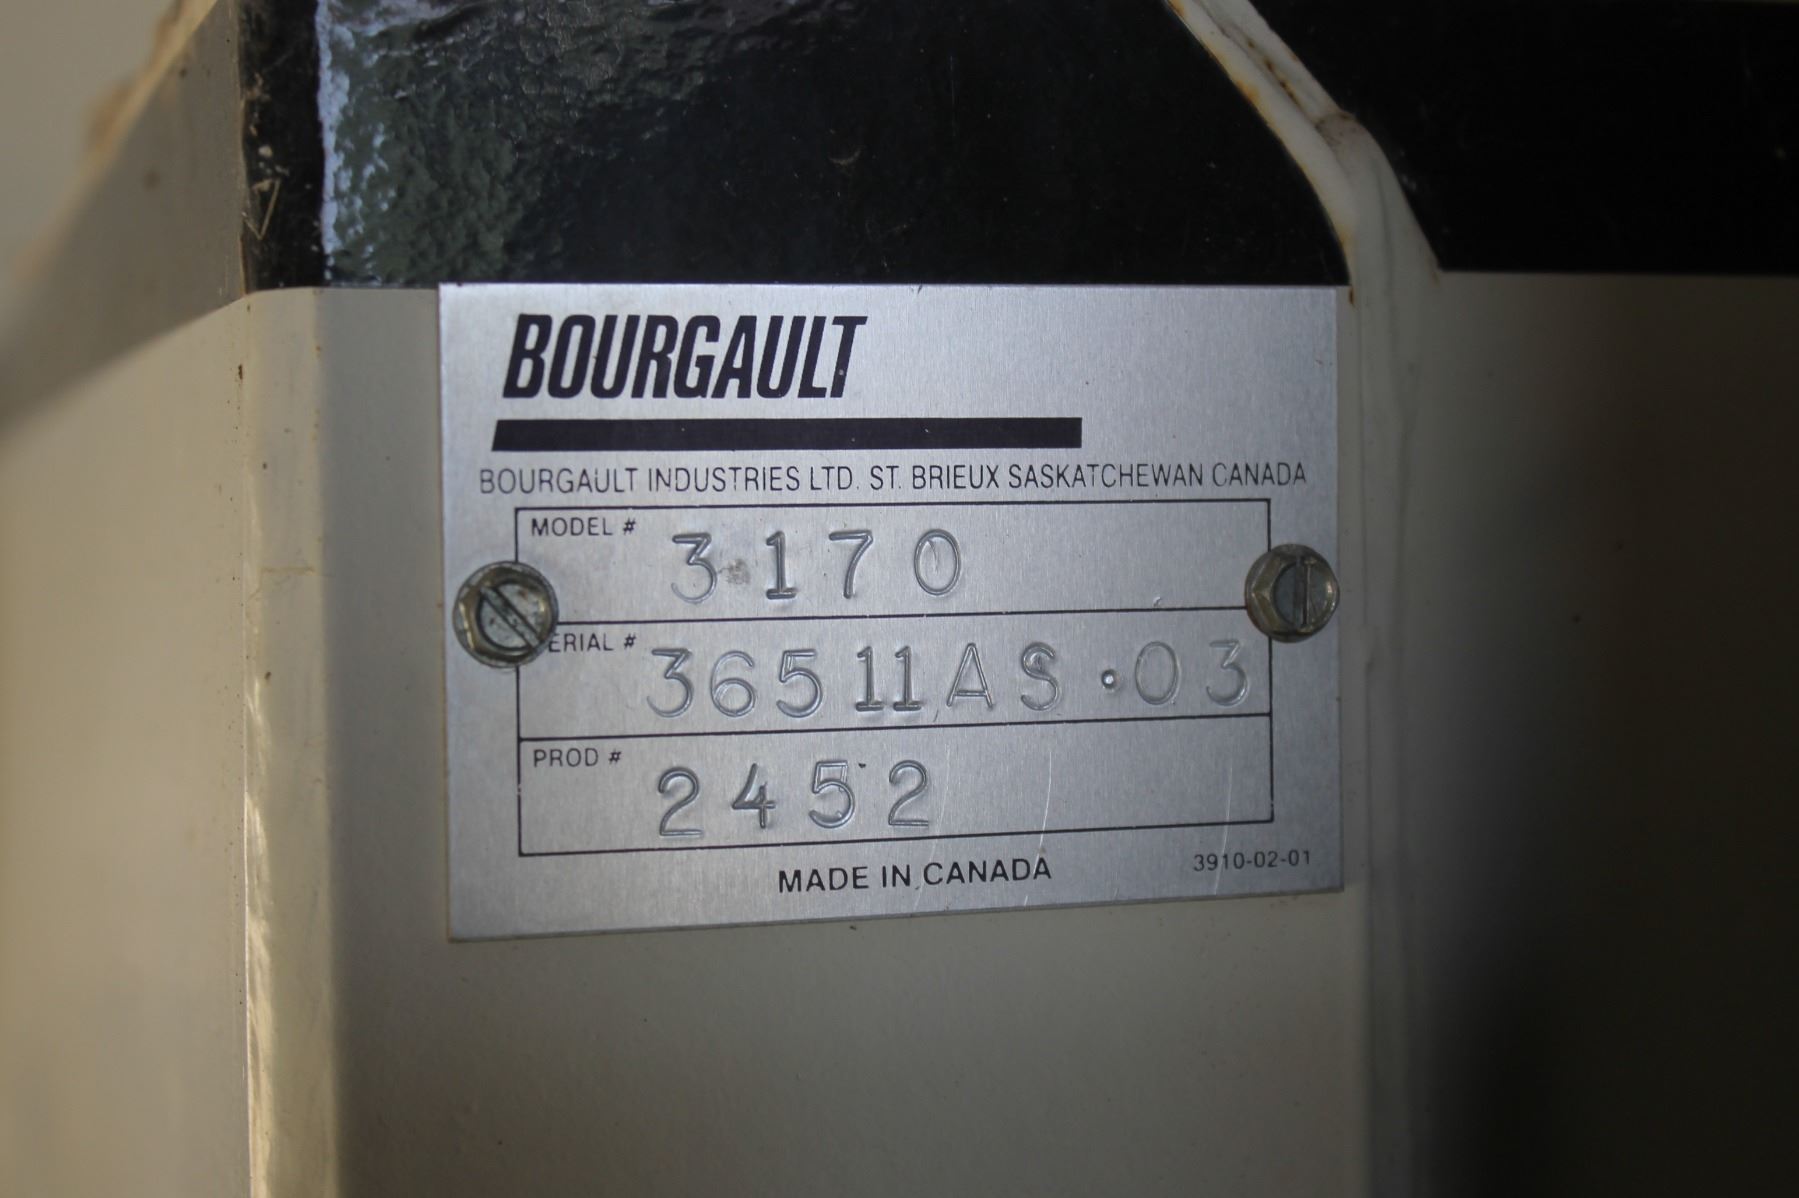 BOURGAULT
BOURGAULT INDUSTRIES LTD. ST. BRIEUX SASKATCHEWAN CANADA
MODEL # 3170
ERIAL # 36511AS·03
PROD # 2452
MADE IN CANADA 3910-02-01